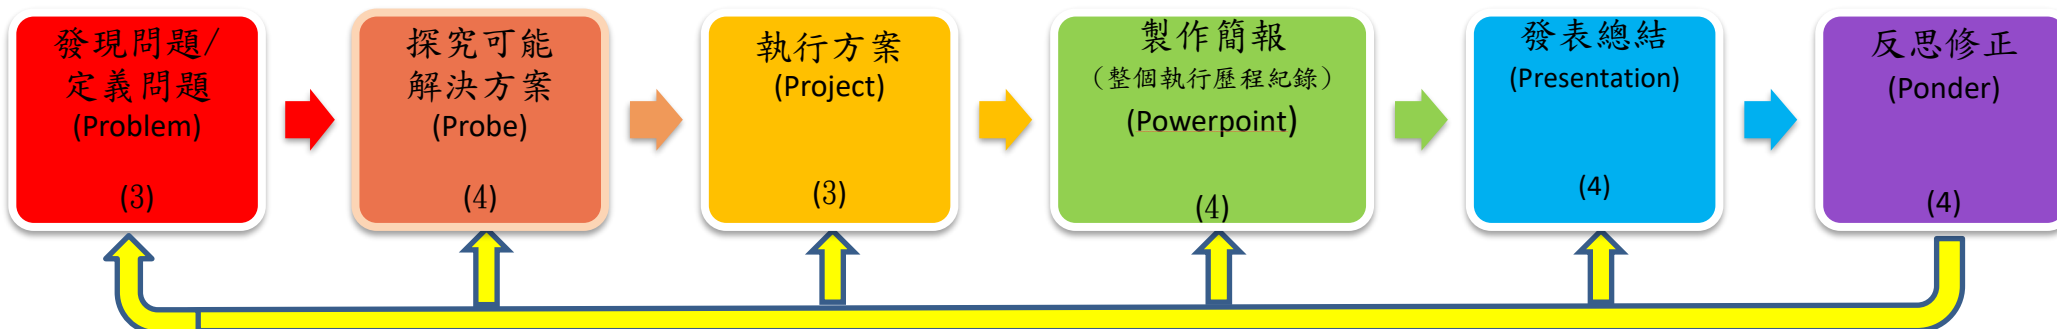 發現問題/
定義問題
(Problem)
(3)
探究可能
解決方案
(Probe)
(4)
執行方案
(Project)
(3)
製作簡報
（整個執行歷程紀錄）
(Powerpoint)
(4)
發表總結
(Presentation)
(4)
反思修正
(Ponder)
(4)